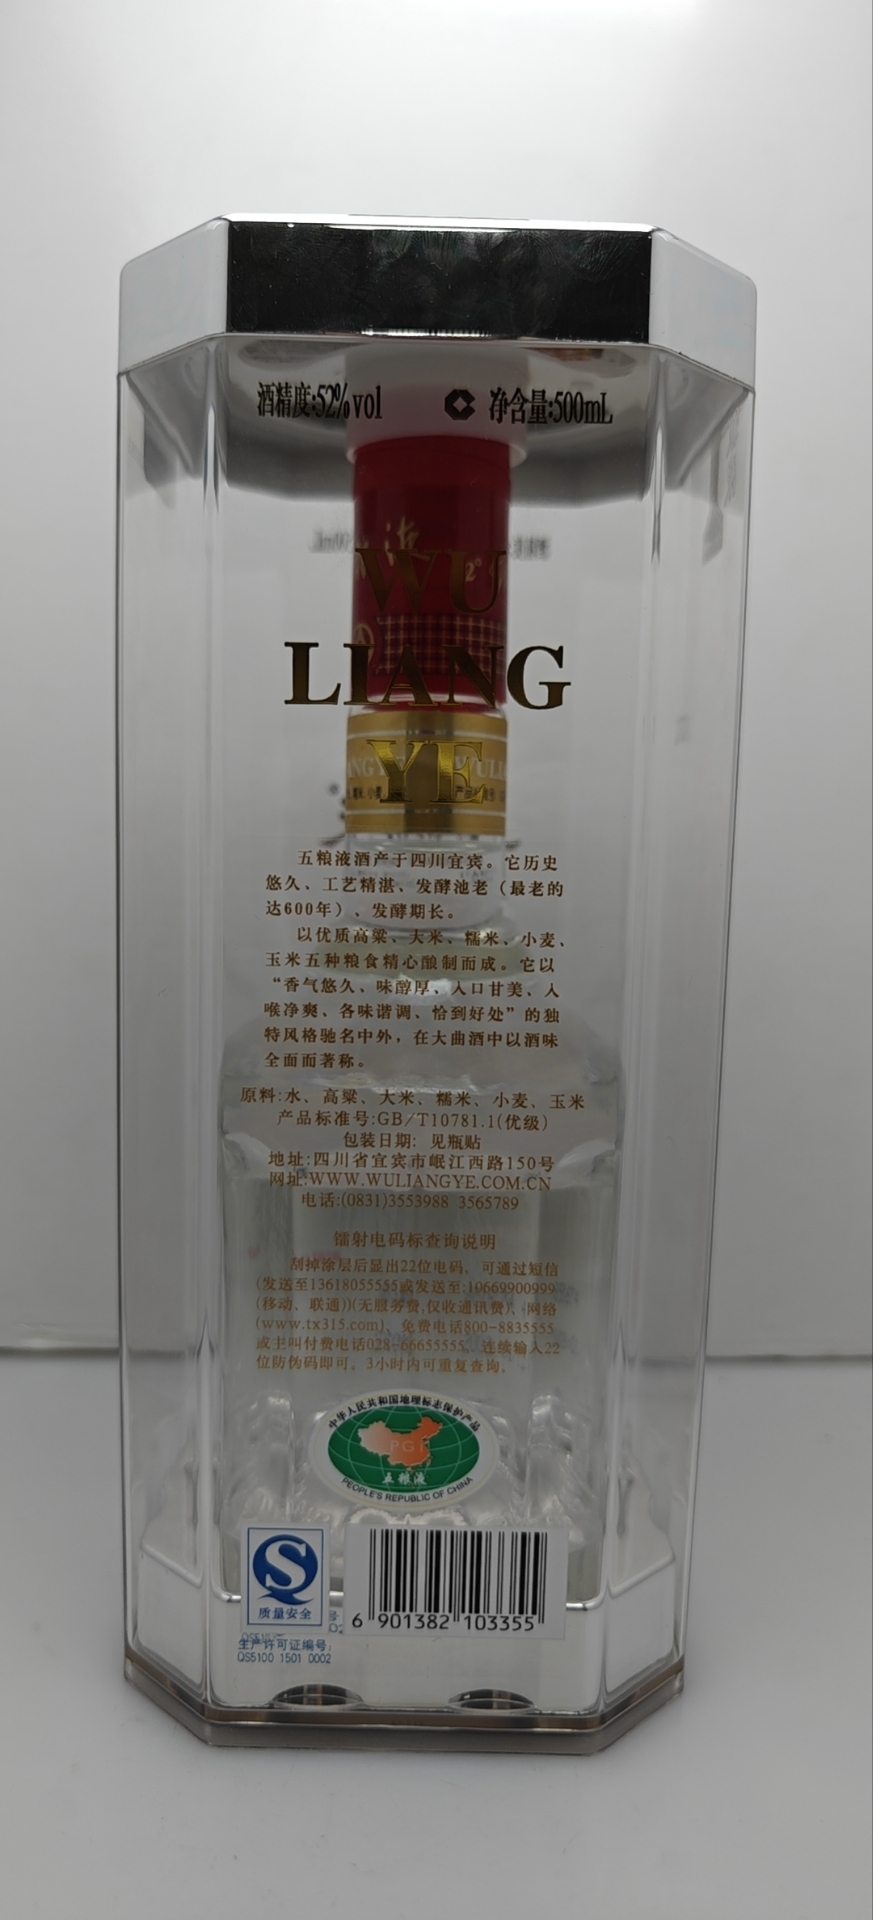 酒精度:52%vol 净含量:500mL
WU
LIANG
YE
五粮液酒产于四川宜宾。它历史
悠久、工艺精湛、发酵池老（最老的
达600年）、发酵期长。
以优质高粱、大米、糯米、小麦、
玉米五种粮食精心酿制而成。它以
“香气悠久、味醇厚、入口甘美、入
喉净爽、各味谐调、恰到好处”的独
特风格驰名中外，在大曲酒中以酒味
全面而著称。
原料:水、高粱、大米、糯米、小麦、玉米
产品标准号:GB/T10781.1(优级)
包装日期: 见瓶贴
地址:四川省宜宾市岷江西路150号
网址:WWW.WULIANGYE.COM.CN
电话:(0831)3553988 3565789
镭射电码标查询说明
刮掉涂层后显出22位电码，可通过短信
(发送至13618055555或发送至:10669900999
(移动、联通))(无服务费,仅收通讯费)、网络
(www.tx315.com)、免费电话800-8835555
或主叫付费电话028-66655555，连续输入22
位防伪码即可。3小时内可重复查询。
中华人民共和国地理标志保护产品
PGI
五粮液
PEOPLE'S REPUBLIC OF CHINA
质量安全
6 901382 103355
生产许可证编号:
QS5100 1501 0002